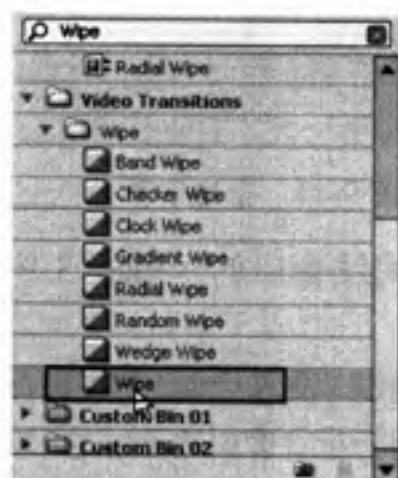 Wipe
Radial Wipe
Video Transitions
Wipe
Band Wipe
Checker Wipe
Clock Wipe
Gradient Wipe
Radial Wipe
Random Wipe
Wedge Wipe
Wipe
Custom Bin 01
Custom Bin 02